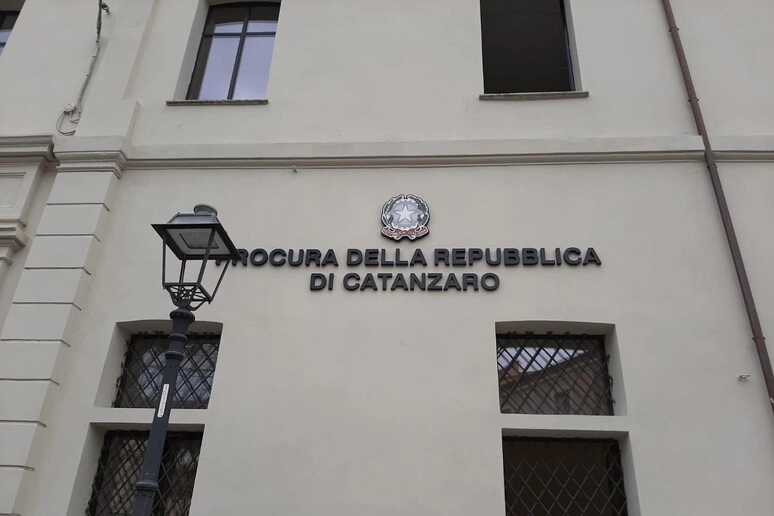 PROCURA DELLA REPUBBLICA
DI CATANZARO